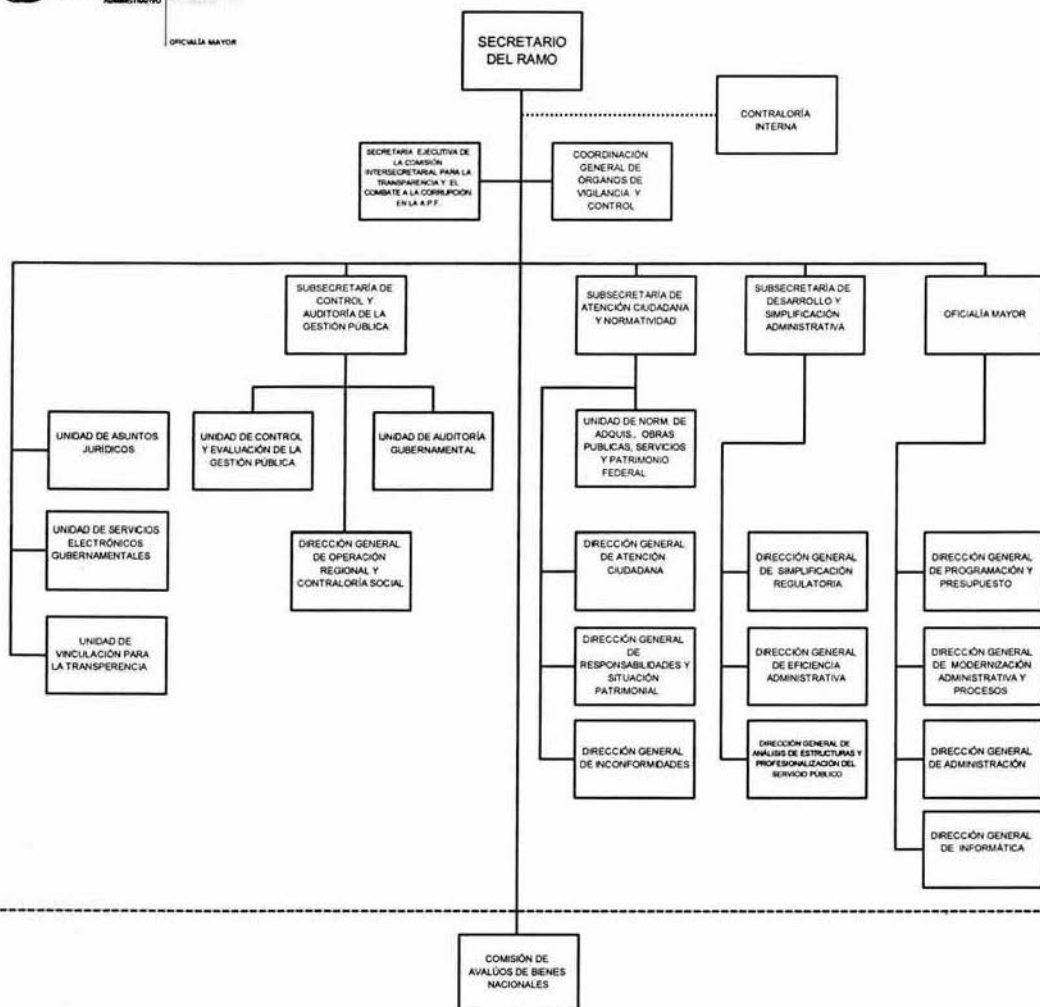 ADMINISTRATIVO
OFICIALÍA MAYOR
SECRETARIO
DEL RAMO
CONTRALORÍA
INTERNA
SECRETARIA EJECUTIVA DE
LA COMISIÓN
INTERSECRETARIAL PARA LA
TRANSPARENCIA Y EL
COMBATE A LA CORRUPCIÓN
EN LA A.P.F.
COORDINACIÓN
GENERAL DE
ÓRGANOS DE
VIGILANCIA Y
CONTROL
SUBSECRETARÍA DE
CONTROL Y
AUDITORÍA DE LA
GESTIÓN PÚBLICA
SUBSECRETARÍA DE
ATENCIÓN CIUDADANA
Y NORMATIVIDAD
SUBSECRETARÍA DE
DESARROLLO Y
SIMPLIFICACIÓN
ADMINISTRATIVA
OFICIALÍA MAYOR
UNIDAD DE ASUNTOS
JURÍDICOS
UNIDAD DE CONTROL
Y EVALUACIÓN DE LA
GESTIÓN PÚBLICA
UNIDAD DE AUDITORÍA
GUBERNAMENTAL
UNIDAD DE NORM. DE
ADQUIS., OBRAS
PUBLICAS, SERVICIOS
Y PATRIMONIO
FEDERAL
UNIDAD DE SERVICIOS
ELECTRÓNICOS
GUBERNAMENTALES
DIRECCIÓN GENERAL
DE OPERACIÓN
REGIONAL Y
CONTRALORÍA SOCIAL
DIRECCIÓN GENERAL
DE ATENCIÓN
CIUDADANA
DIRECCIÓN GENERAL
DE SIMPLIFICACIÓN
REGULATORIA
DIRECCIÓN GENERAL
DE PROGRAMACIÓN Y
PRESUPUESTO
UNIDAD DE
VINCULACIÓN PARA
LA TRANSPERENCIA
DIRECCIÓN GENERAL
DE
RESPONSABILIDADES Y
SITUACIÓN
PATRIMONIAL
DIRECCIÓN GENERAL
DE EFICIENCIA
ADMINISTRATIVA
DIRECCIÓN GENERAL
DE MODERNIZACIÓN
ADMINISTRATIVA Y
PROCESOS
DIRECCIÓN GENERAL
DE INCONFORMIDADES
DIRECCIÓN GENERAL DE
ANÁLISIS DE ESTRUCTURAS Y
PROFESIONALIZACIÓN DEL
SERVICIO PÚBLICO
DIRECCIÓN GENERAL
DE ADMINISTRACIÓN
DIRECCIÓN GENERAL
DE INFORMÁTICA
COMISIÓN DE
AVALÚOS DE BIENES
NACIONALES